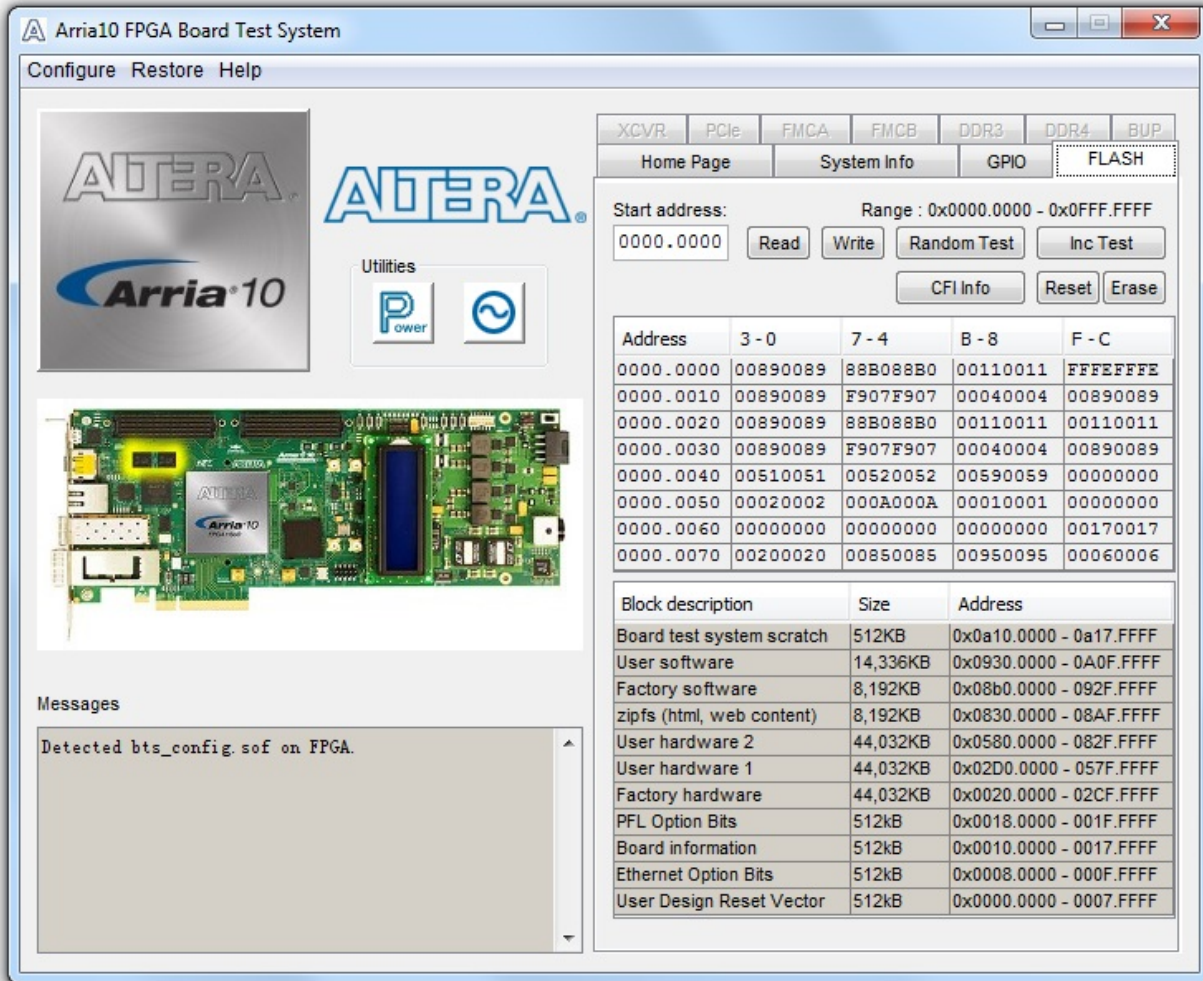 Arria10 FPGA Board Test System
Configure Restore Help
ALTERA
Arria 10
ALTERA®
Utilities
Power
ALTERA
Arria 10
Messages
Detected bts_config.sof on FPGA.
XCVR PCIe FMCA FMCB DDR3 DDR4 BUP
Home Page System Info GPIO FLASH
Start address: Range : 0x0000.0000 - 0x0FFF.FFFF
0000.0000 Read Write Random Test Inc Test
CFI Info Reset Erase
Address 3 - 0 7 - 4 B - 8 F - C
0000.0000 00890089 88B088B0 00110011 FFFEFFFE
0000.0010 00890089 F907F907 00040004 00890089
0000.0020 00890089 88B088B0 00110011 00110011
0000.0030 00890089 F907F907 00040004 00890089
0000.0040 00510051 00520052 00590059 00000000
0000.0050 00020002 000A000A 00010001 00000000
0000.0060 00000000 00000000 00000000 00170017
0000.0070 00200020 00850085 00950095 00060006
Block description Size Address
Board test system scratch 512KB 0x0a10.0000 - 0a17.FFFF
User software 14,336KB 0x0930.0000 - 0A0F.FFFF
Factory software 8,192KB 0x08b0.0000 - 092F.FFFF
zipfs (html, web content) 8,192KB 0x0830.0000 - 08AF.FFFF
User hardware 2 44,032KB 0x0580.0000 - 082F.FFFF
User hardware 1 44,032KB 0x02D0.0000 - 057F.FFFF
Factory hardware 44,032KB 0x0020.0000 - 02CF.FFFF
PFL Option Bits 512kB 0x0018.0000 - 001F.FFFF
Board information 512kB 0x0010.0000 - 0017.FFFF
Ethernet Option Bits 512kB 0x0008.0000 - 000F.FFFF
User Design Reset Vector 512kB 0x0000.0000 - 0007.FFFF